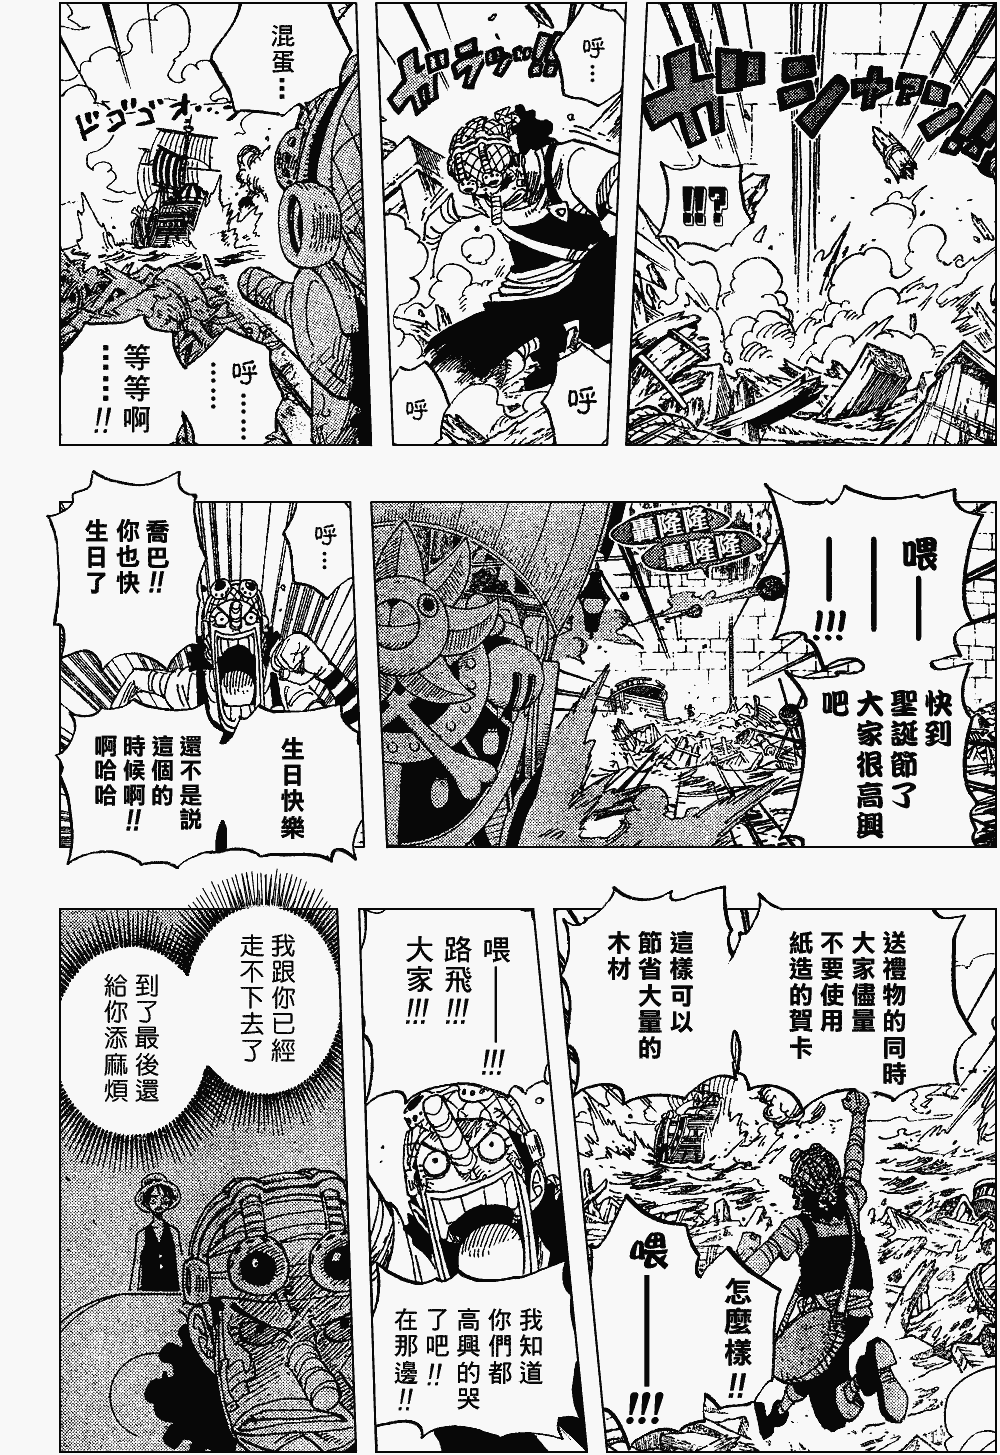 ガシャァン!!
!!?
ガラッ!!
呼…
呼
呼
混蛋…
ドゴゴゴオ…ッ
呼……
……
等等啊
……!!
喂
———!!!
快到
聖誕節了
大家很高興
吧
轟隆隆
轟隆隆
呼…
喬巴!!
你也快
生日了
生日快樂
還不是説
這個的
時候啊!!
啊哈哈
送禮物的同時
大家儘量
不要使用
紙造的賀卡
這樣可以
節省大量的
木材
怎麼樣!!
喂——!!!
喂——!!!
路飛!!!
大家!!!
我知道
你們都
高興的哭
了吧!!
在那邊!!
我跟你已經
走不下去了
到了最後還
給你添麻煩